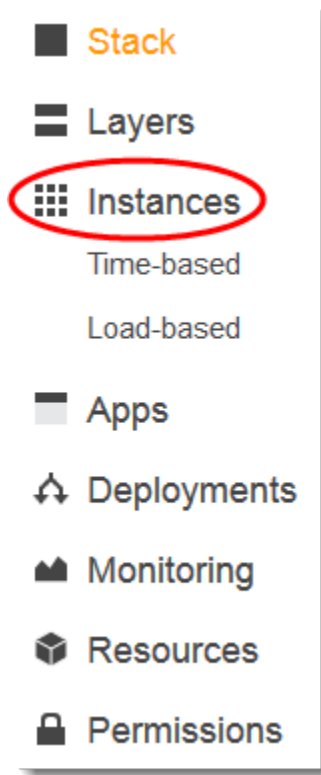 Stack
Layers
Instances
Time-based
Load-based
Apps
Deployments
Monitoring
Resources
Permissions